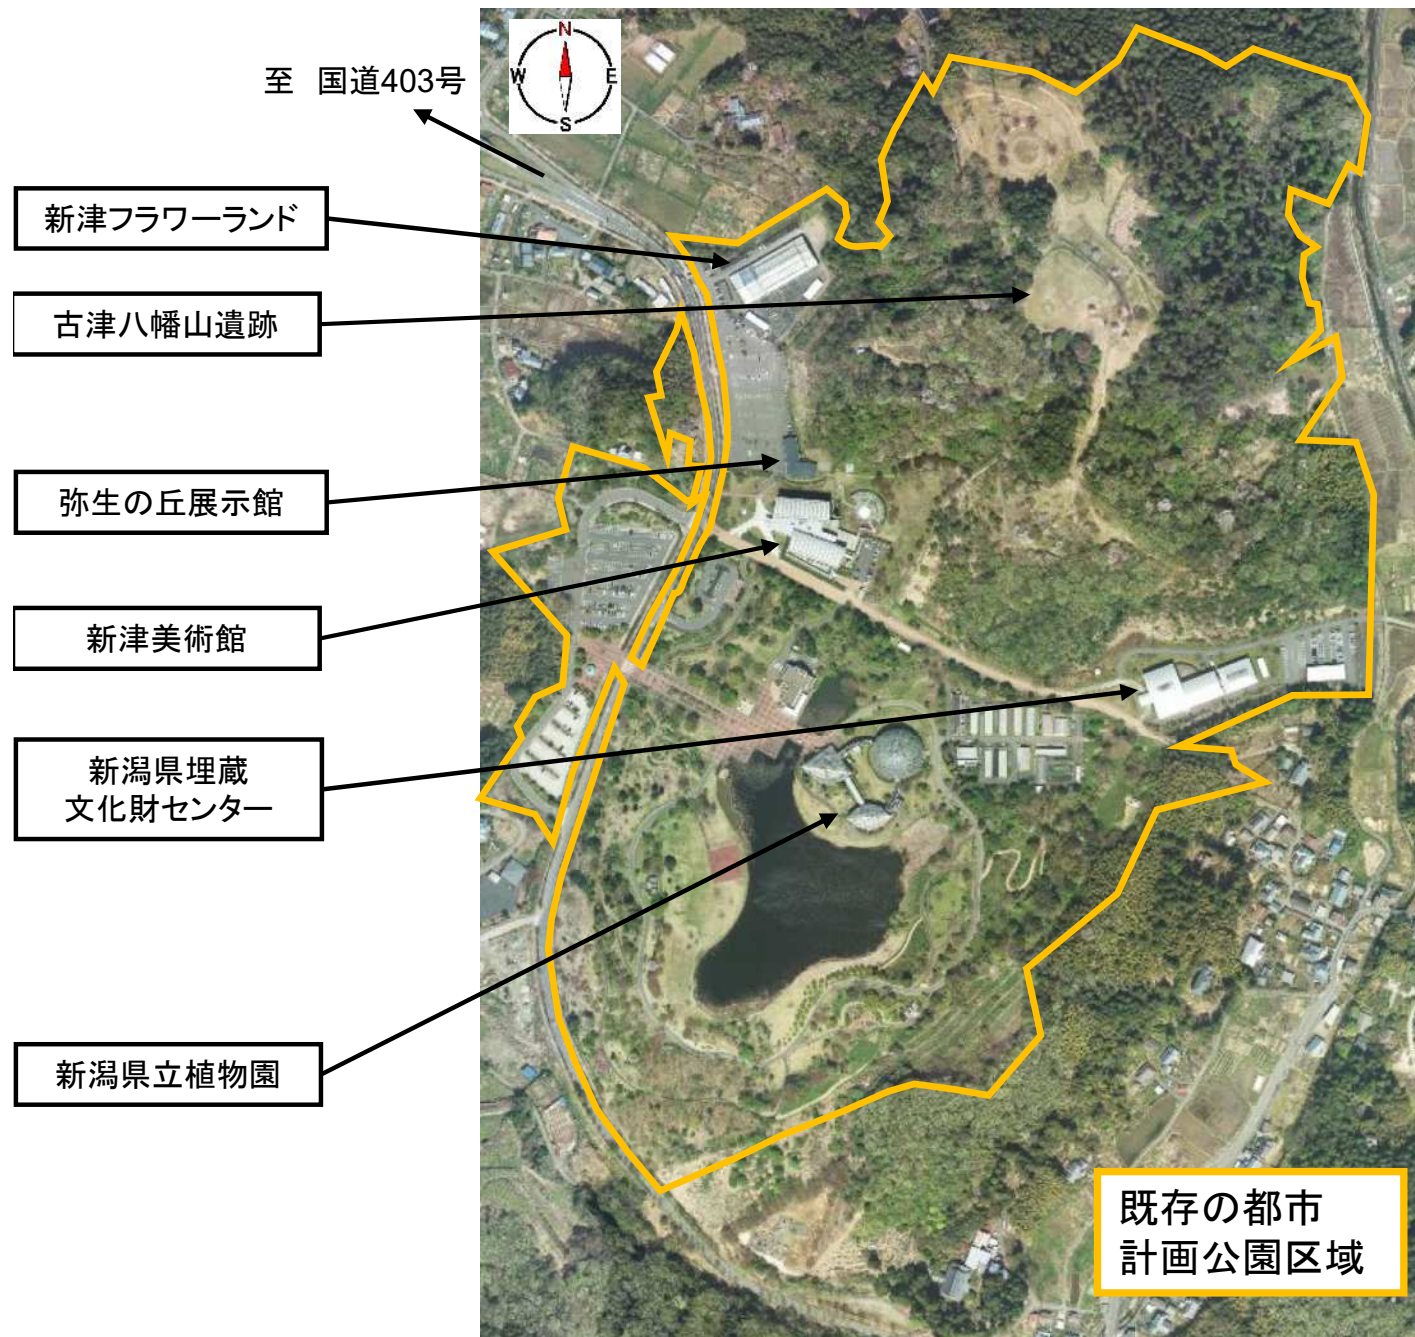 N
W
E
S
至 国道403号
新津フラワーランド
古津八幡山遺跡
弥生の丘展示館
新津美術館
新潟県埋蔵
文化財センター
新潟県立植物園
既存の都市
計画公園区域